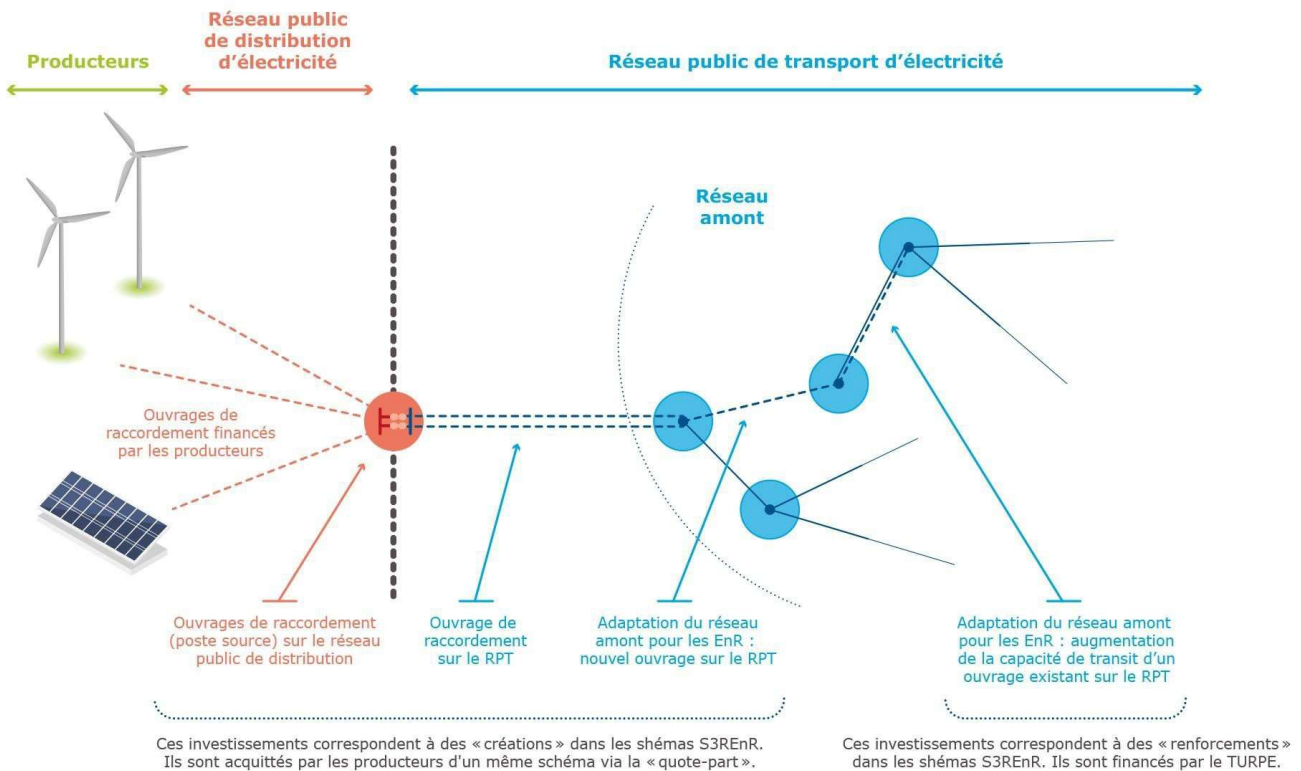 Producteurs
Réseau public
de distribution
d'électricité
Réseau public de transport d'électricité
Réseau
amont
Ouvrages de
raccordement financés
par les producteurs
Ouvrages de raccordement
(poste source) sur le réseau
public de distribution
Ouvrage de
raccordement
sur le RPT
Adaptation du réseau
amont pour les EnR :
nouvel ouvrage sur le RPT
Adaptation du réseau amont
pour les EnR : augmentation
de la capacité de transit d'un
ouvrage existant sur le RPT
Ces investissements correspondent à des « créations » dans les shémas S3REnR.
Ils sont acquittés par les producteurs d'un même schéma via la « quote-part ».
Ces investissements correspondent à des « renforcements »
dans les shémas S3REnR. Ils sont financés par le TURPE.